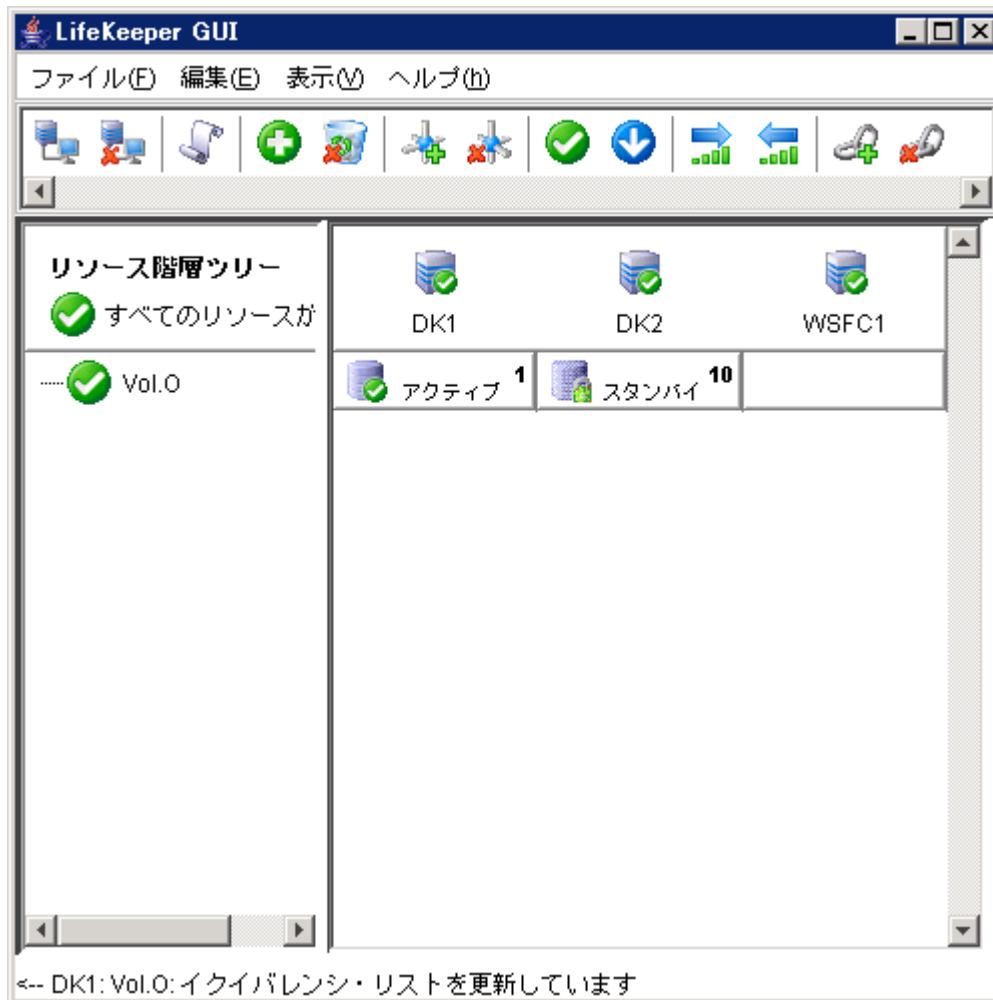 LifeKeeper GUI
ファイル(F) 編集(E) 表示(V) ヘルプ(h)
リソース階層ツリー
すべてのリソースが
Vol.O
DK1 DK2 WSFC1
アクティブ 1 スタンバイ 10
<-- DK1: Vol.O: イクイバレンシ・リストを更新しています